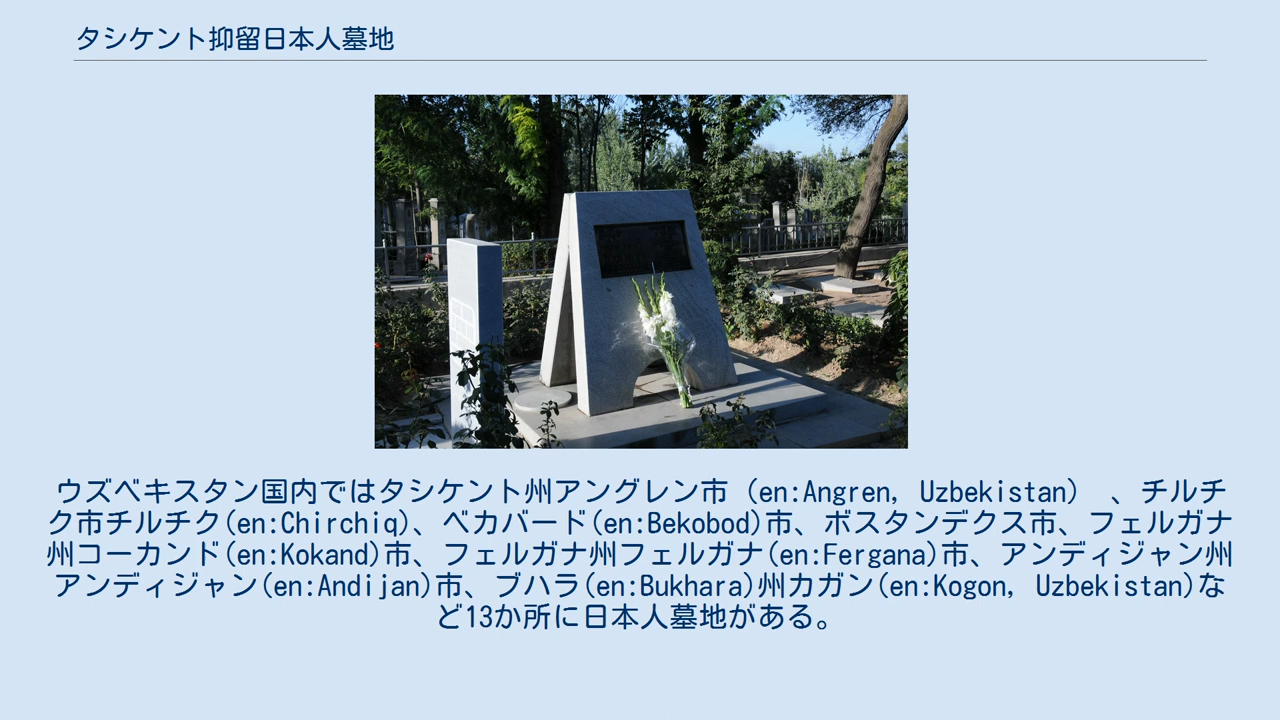 タシケント抑留日本人墓地
ウズベキスタン国内ではタシケント州アングレン市（en:Angren, Uzbekistan） 、チルチ
ク市チルチク(en:Chirchiq)、ベカバード(en:Bekobod)市、ボスタンデクス市、フェルガナ
州コーカンド(en:Kokand)市、フェルガナ州フェルガナ(en:Fergana)市、アンディジャン州
アンディジャン(en:Andijan)市、ブハラ(en:Bukhara)州カガン(en:Kogon, Uzbekistan)な
ど13か所に日本人墓地がある。